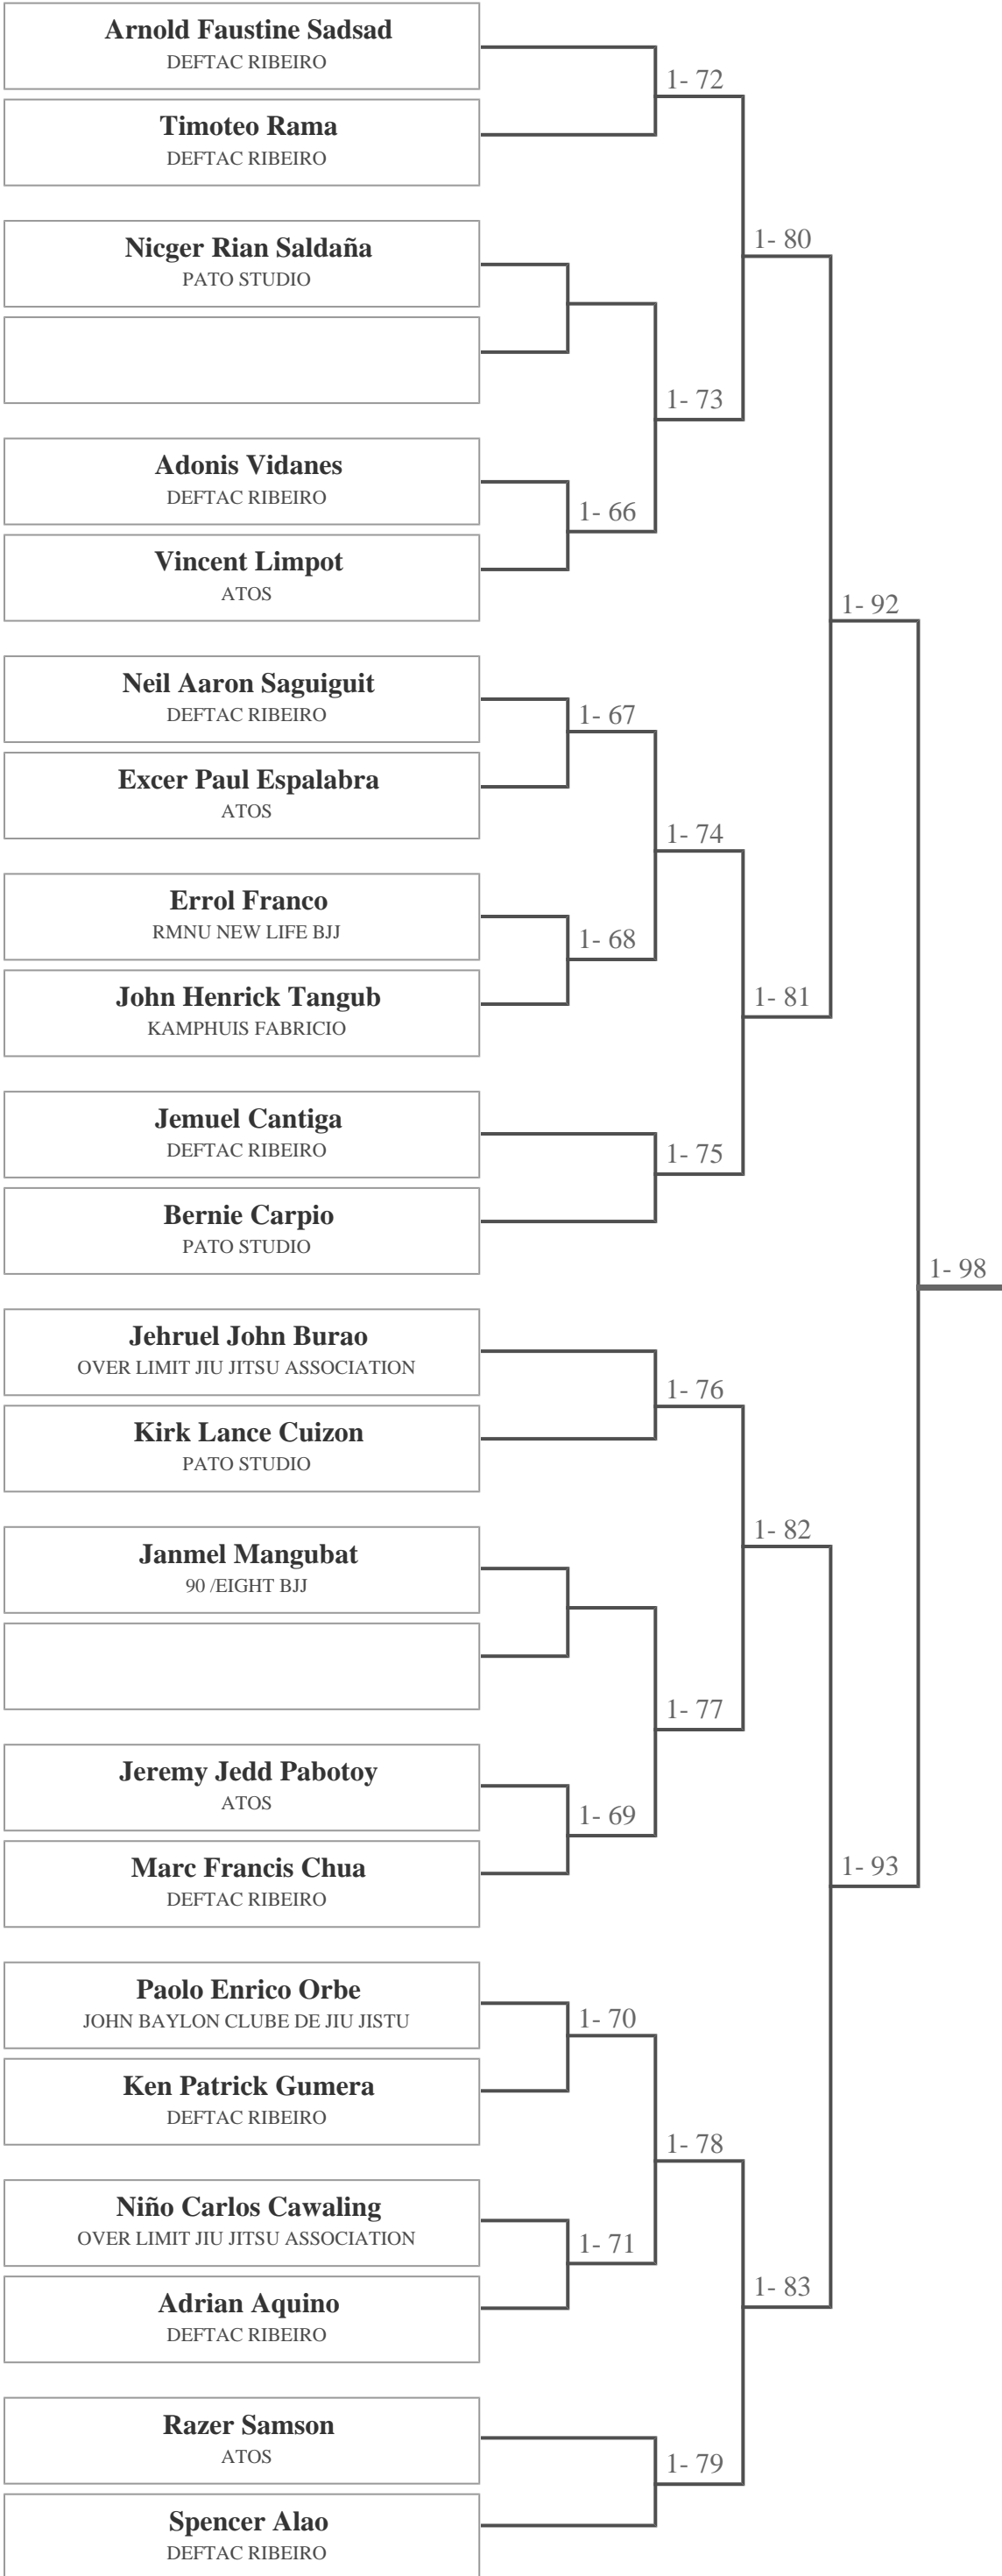 Arnold Faustine Sadsad
DEFTAC RIBEIRO
1- 72
Timoteo Rama
DEFTAC RIBEIRO
Nicger Rian Saldaña
PATO STUDIO
1- 80
1- 73
Adonis Vidanes
DEFTAC RIBEIRO
1- 66
Vincent Limpot
ATOS
1- 92
Neil Aaron Saguiguit
DEFTAC RIBEIRO
1- 67
Excer Paul Espalabra
ATOS
1- 74
Errol Franco
RMNU NEW LIFE BJJ
1- 68
John Henrick Tangub
KAMPHUIS FABRICIO
1- 81
Jemuel Cantiga
DEFTAC RIBEIRO
1- 75
Bernie Carpio
PATO STUDIO
1- 98
Jehruel John Burao
OVER LIMIT JIU JITSU ASSOCIATION
1- 76
Kirk Lance Cuizon
PATO STUDIO
1- 82
Janmel Mangubat
90 /EIGHT BJJ
1- 77
Jeremy Jedd Pabotoy
ATOS
1- 69
Marc Francis Chua
DEFTAC RIBEIRO
1- 93
Paolo Enrico Orbe
JOHN BAYLON CLUBE DE JIU JISTU
1- 70
Ken Patrick Gumera
DEFTAC RIBEIRO
1- 78
Niño Carlos Cawaling
OVER LIMIT JIU JITSU ASSOCIATION
1- 71
Adrian Aquino
DEFTAC RIBEIRO
1- 83
Razer Samson
ATOS
1- 79
Spencer Alao
DEFTAC RIBEIRO